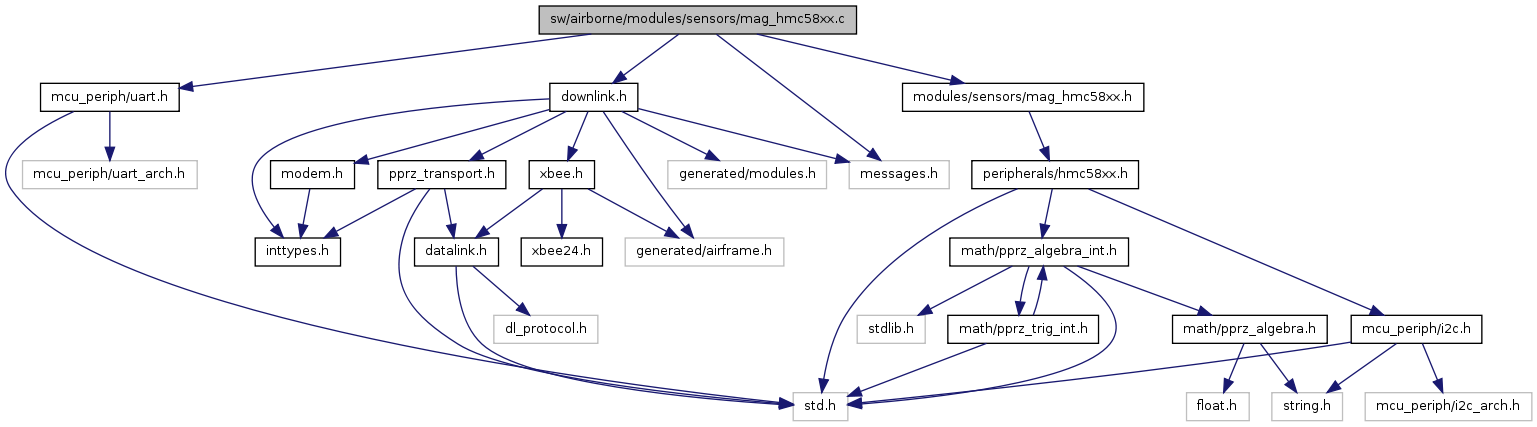 sw/airborne/modules/sensors/mag_hmc58xx.c
mcu_periph/uart.h
downlink.h
modules/sensors/mag_hmc58xx.h
mcu_periph/uart_arch.h
modem.h
pprz_transport.h
xbee.h
generated/modules.h
messages.h
peripherals/hmc58xx.h
inttypes.h
datalink.h
xbee24.h
generated/airframe.h
math/pprz_algebra_int.h
dl_protocol.h
stdlib.h
math/pprz_trig_int.h
math/pprz_algebra.h
mcu_periph/i2c.h
std.h
float.h
string.h
mcu_periph/i2c_arch.h